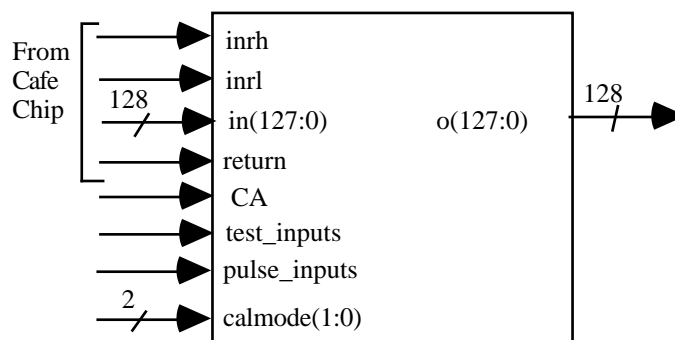 From
Cafe
Chip
inrh
inrl
128
in(127:0)
o(127:0)
128
return
CA
test_inputs
pulse_inputs
2
calmode(1:0)